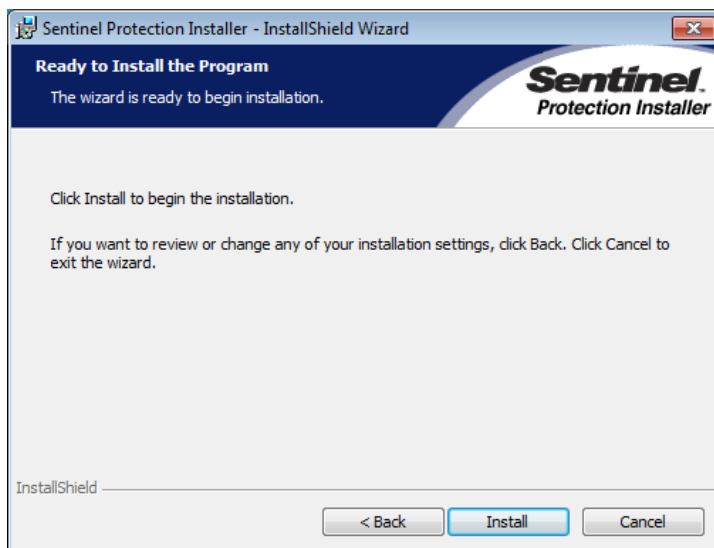 Sentinel Protection Installer - InstallShield Wizard
Ready to Install the Program
The wizard is ready to begin installation.
Sentinel™
Protection Installer
Click Install to begin the installation.
If you want to review or change any of your installation settings, click Back. Click Cancel to
exit the wizard.
InstallShield
< Back
Install
Cancel